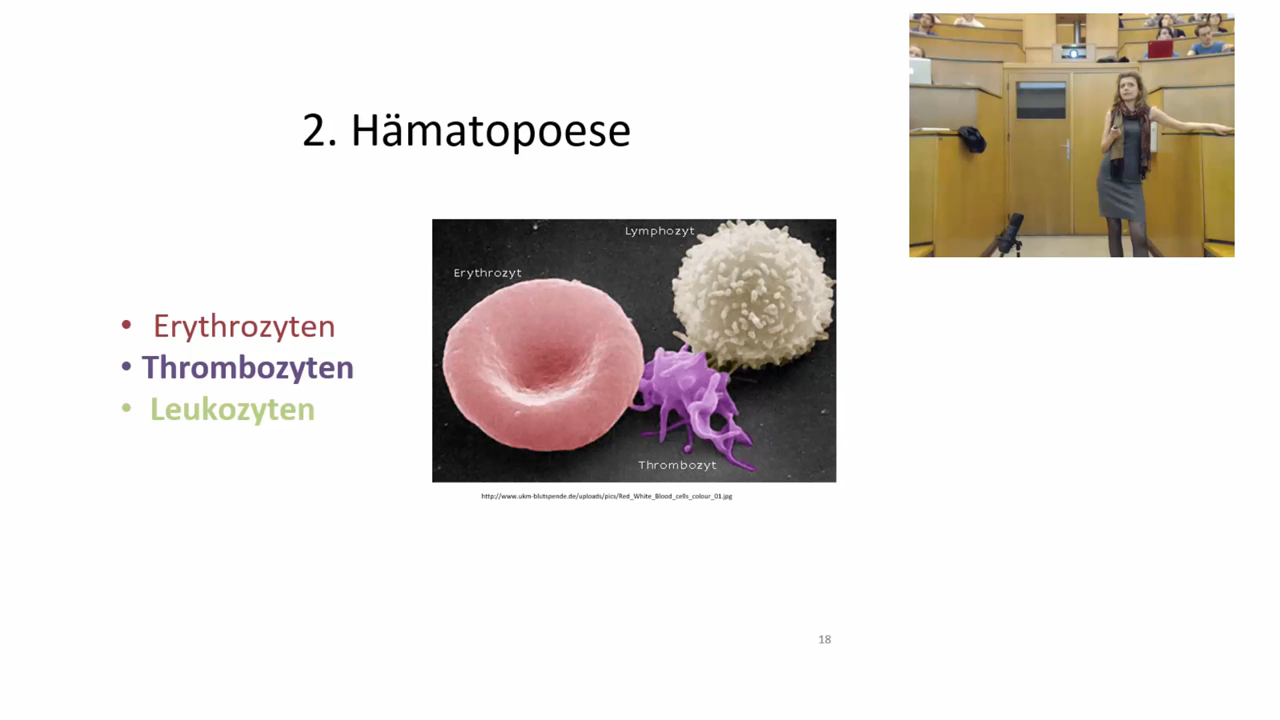 2. Hämatopoese
• Erythrozyten
• Thrombozyten
• Leukozyten
Lymphozyt
Erythrozyt
Thrombozyt
http://www.ukm-blutspende.de/uploads/pics/Red_White_Blood_cells_colour_01.jpg
18